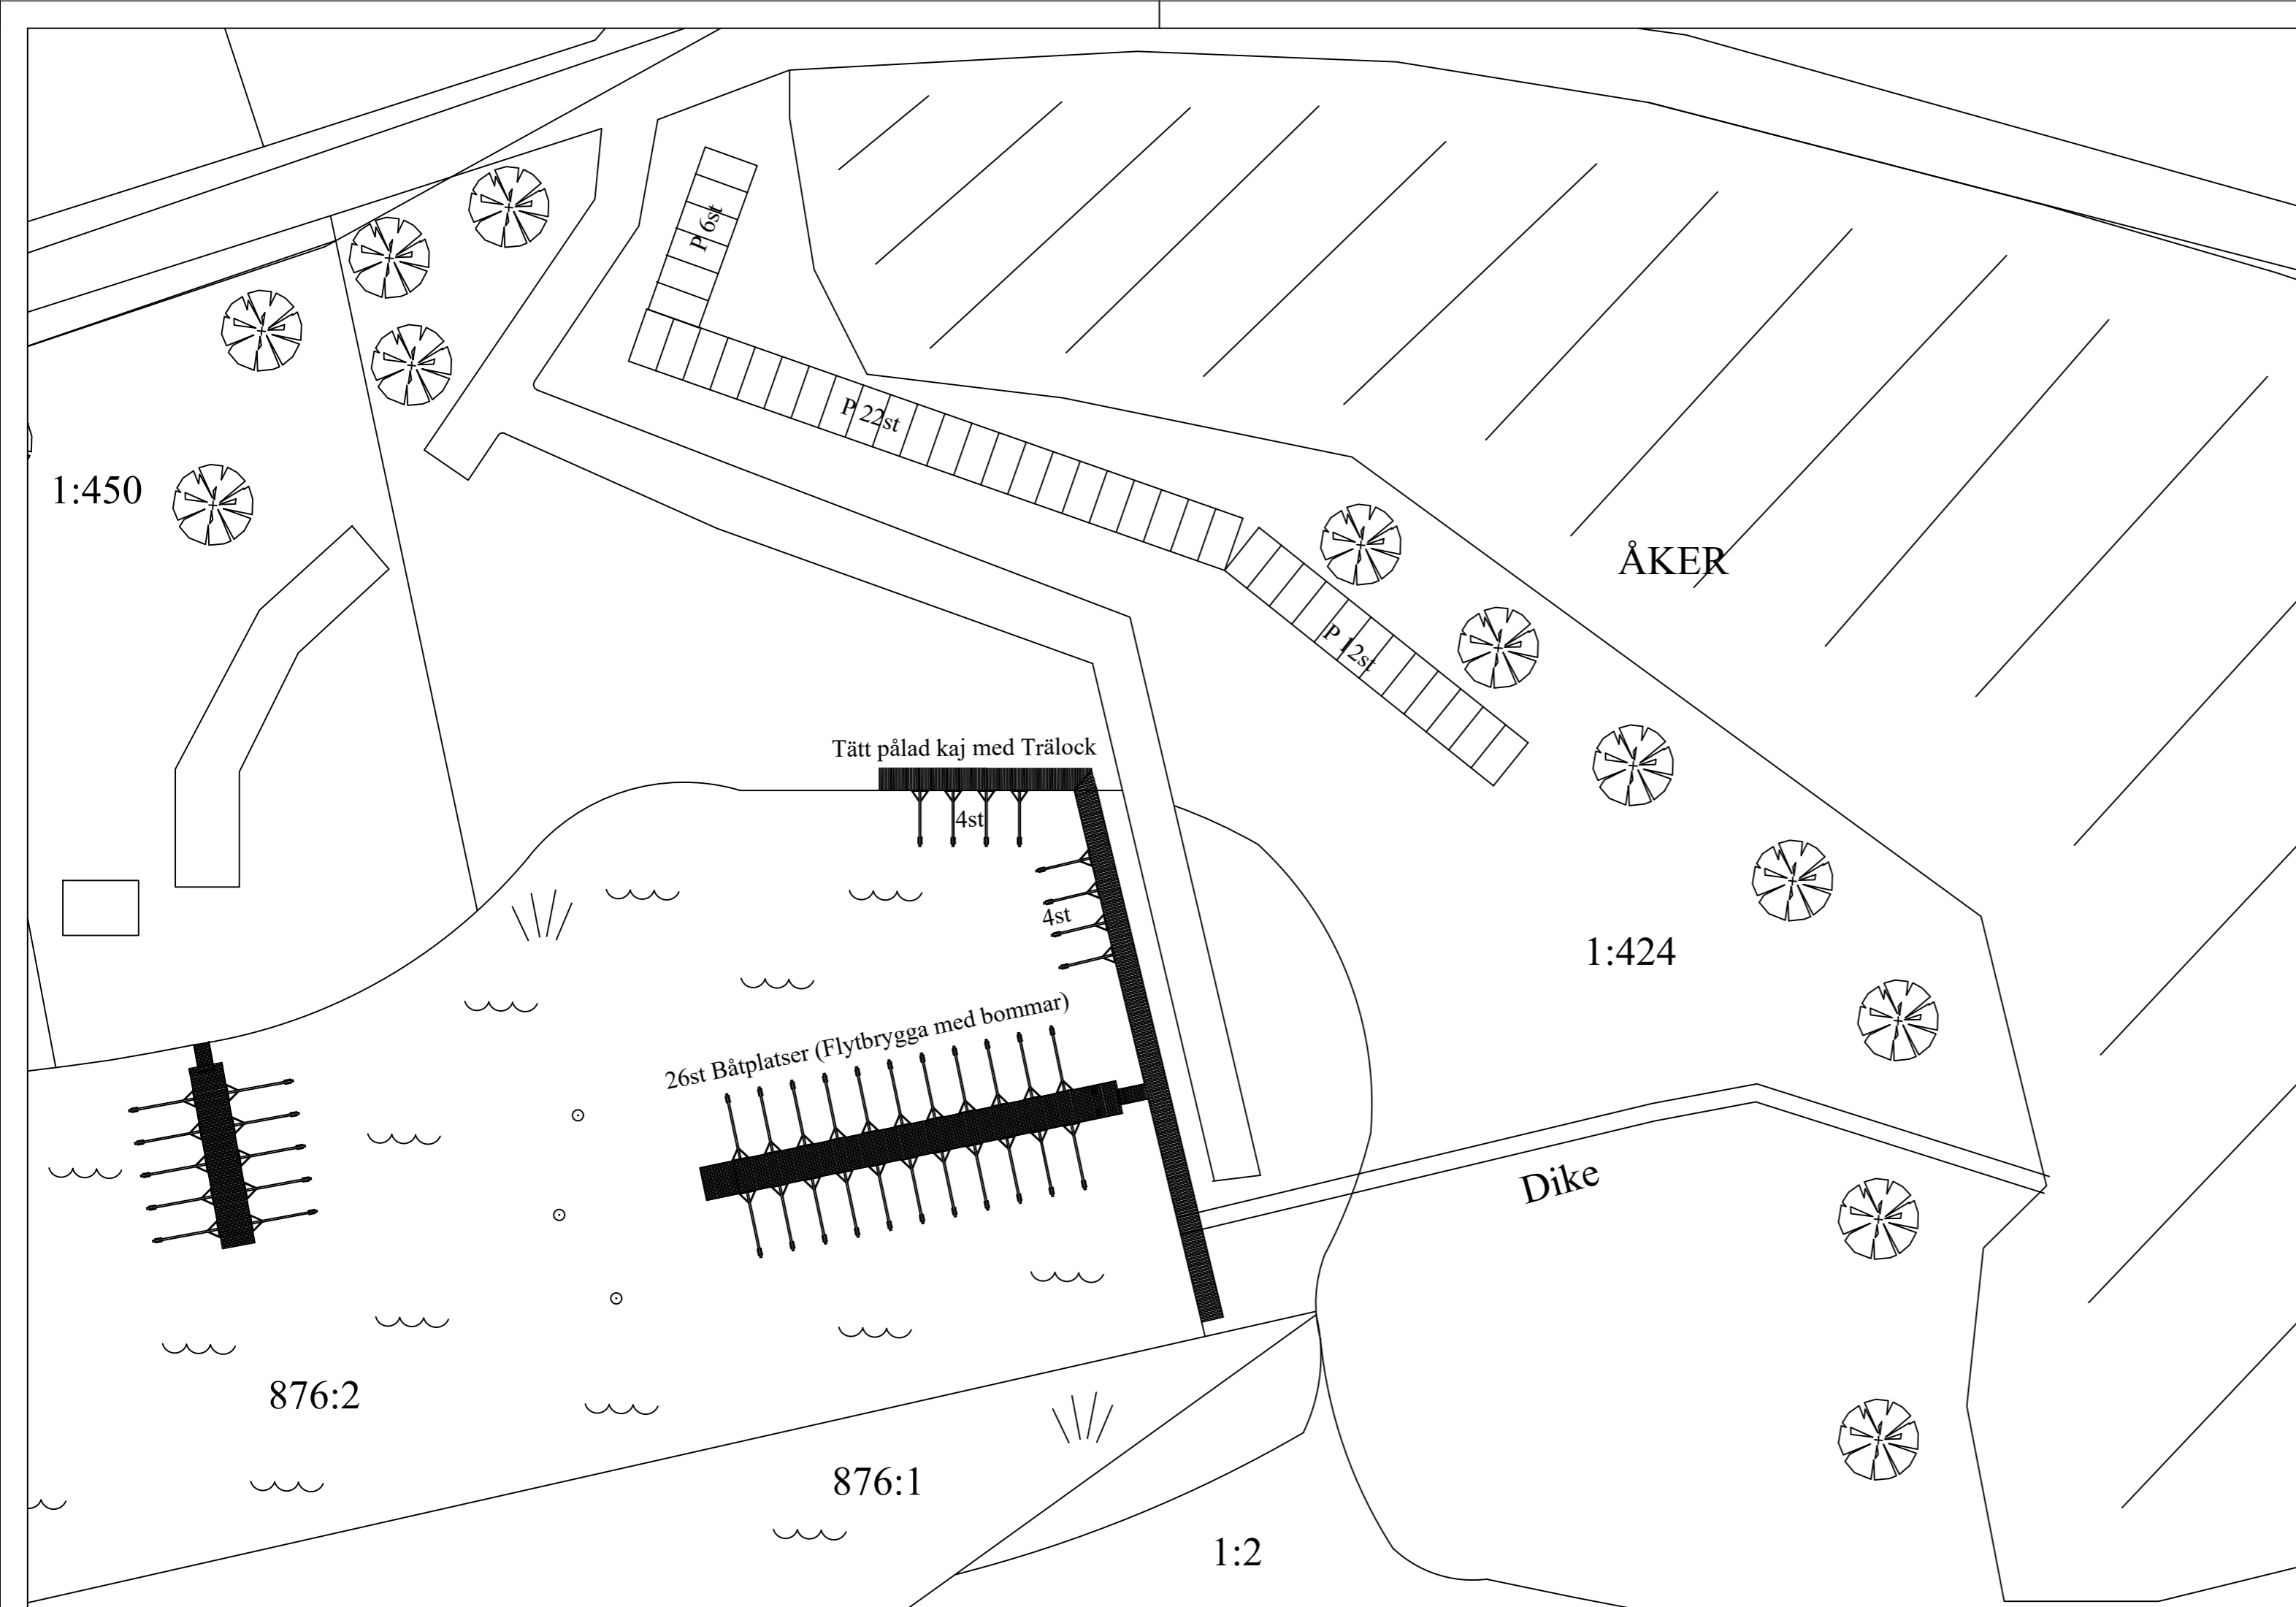 P 6st
P 22st
1:450
ÅKER
P 12st
Tätt pålad kaj med Trälock
4st
4st
1:424
26st Båtplatser (Flytbrygga med bommar)
Dike
876:2
876:1
1:2